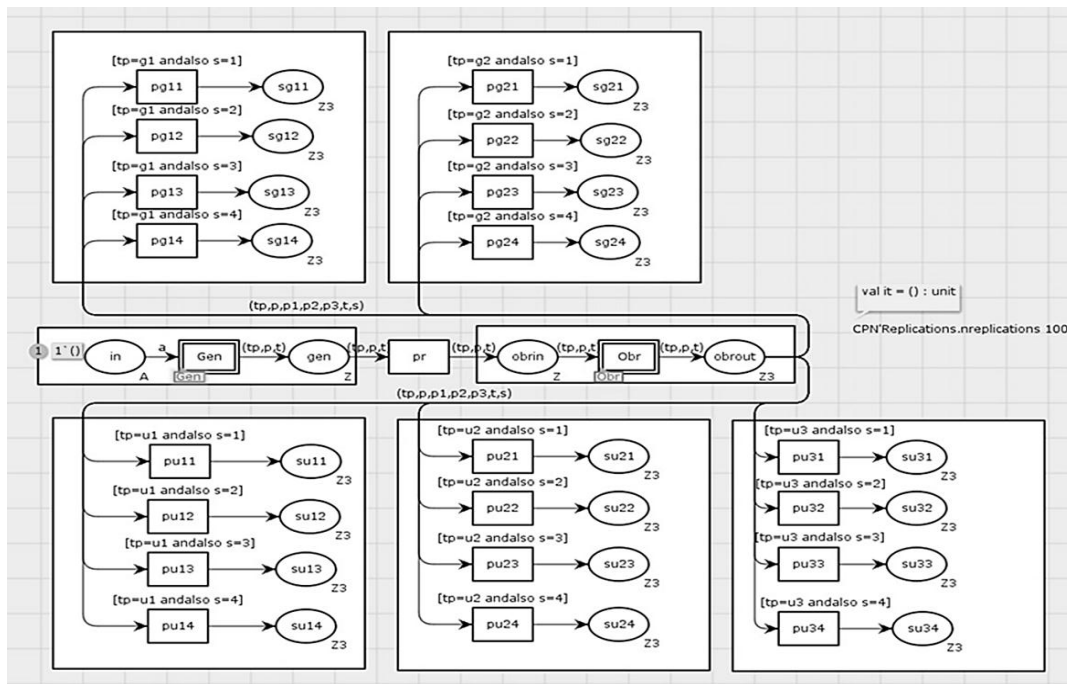 [tp=g1 andalso s=1]
pg11
sg11
Z3
[tp=g1 andalso s=2]
pg12
sg12
Z3
[tp=g1 andalso s=3]
pg13
sg13
Z3
[tp=g1 andalso s=4]
pg14
sg14
Z3
[tp=g2 andalso s=1]
pg21
sg21
Z3
[tp=g2 andalso s=2]
pg22
sg22
Z3
[tp=g2 andalso s=3]
pg23
sg23
Z3
[tp=g2 andalso s=4]
pg24
sg24
Z3
(tp,p,p1,p2,p3,t,s)
val it = () : unit
CPN'Replications.nreplications 100
1
1`()
in
A
a
Gen
Gen
(tp,p,t)
gen
Z
(tp,p,t
pr
(tp,p,t)
obrin
Z
(tp,p,t
Obr
Obr
(tp,p,t)
obrout
Z3
(tp,p,p1,p2,p3,t,s)
[tp=u1 andalso s=1]
pu11
su11
Z3
[tp=u1 andalso s=2]
pu12
su12
Z3
[tp=u1 andalso s=3]
pu13
su13
Z3
[tp=u1 andalso s=4]
pu14
su14
Z3
[tp=u2 andalso s=1]
pu21
su21
Z3
[tp=u2 andalso s=2]
pu22
su22
Z3
[tp=u2 andalso s=3]
pu23
su23
Z3
[tp=u2 andalso s=4]
pu24
su24
Z3
[tp=u3 andalso s=1]
pu31
su31
Z3
[tp=u3 andalso s=2]
pu32
su32
Z3
[tp=u3 andalso s=3]
pu33
su33
Z3
[tp=u3 andalso s=4]
pu34
su34
Z3